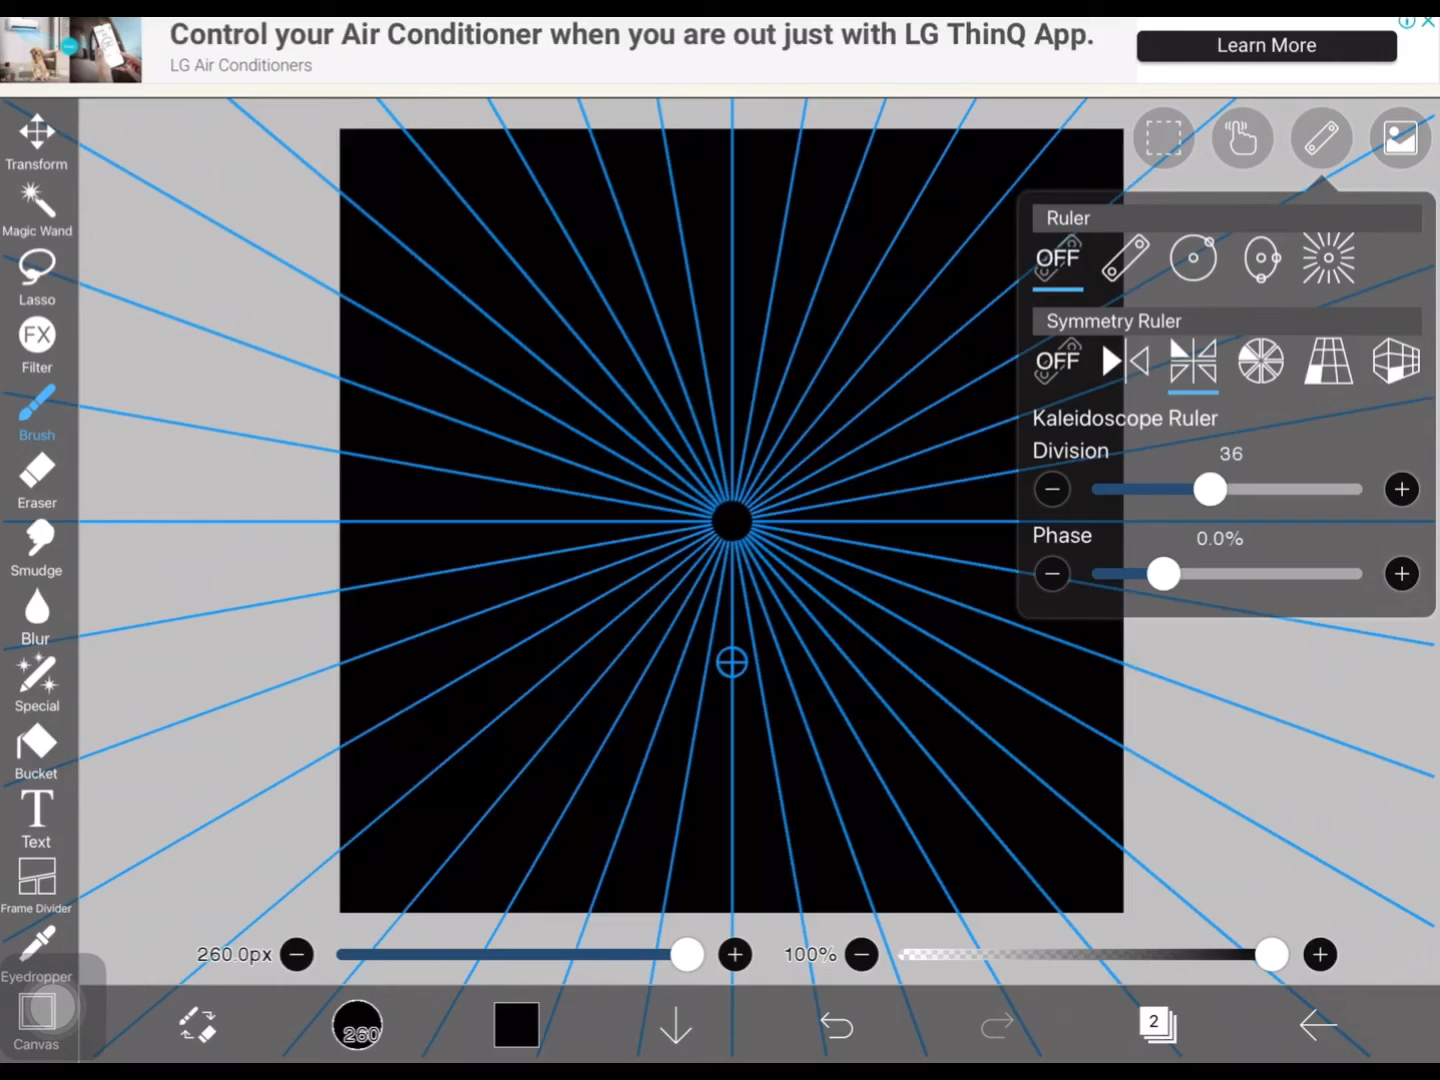 Control your Air Conditioner when you are out just with LG ThinQ App.
LG Air Conditioners
Learn More
Transform
Magic Wand
Lasso
FX
Filter
Brush
Eraser
Smudge
Blur
Special
Bucket
T
Text
Frame Divider
Eyedropper
Canvas
Ruler
OFF
Symmetry Ruler
OFF
Kaleidoscope Ruler
Division
36
Phase
0.0%
260.0px
100%
260
2